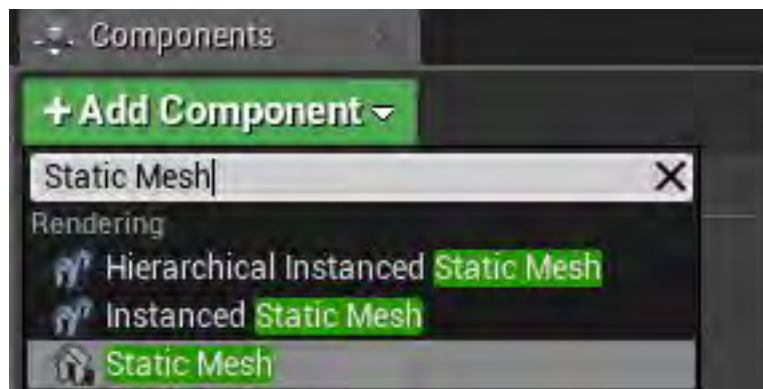 Components
+ Add Component
Static Mesh
Rendering
Hierarchical Instanced Static Mesh
Instanced Static Mesh
Static Mesh